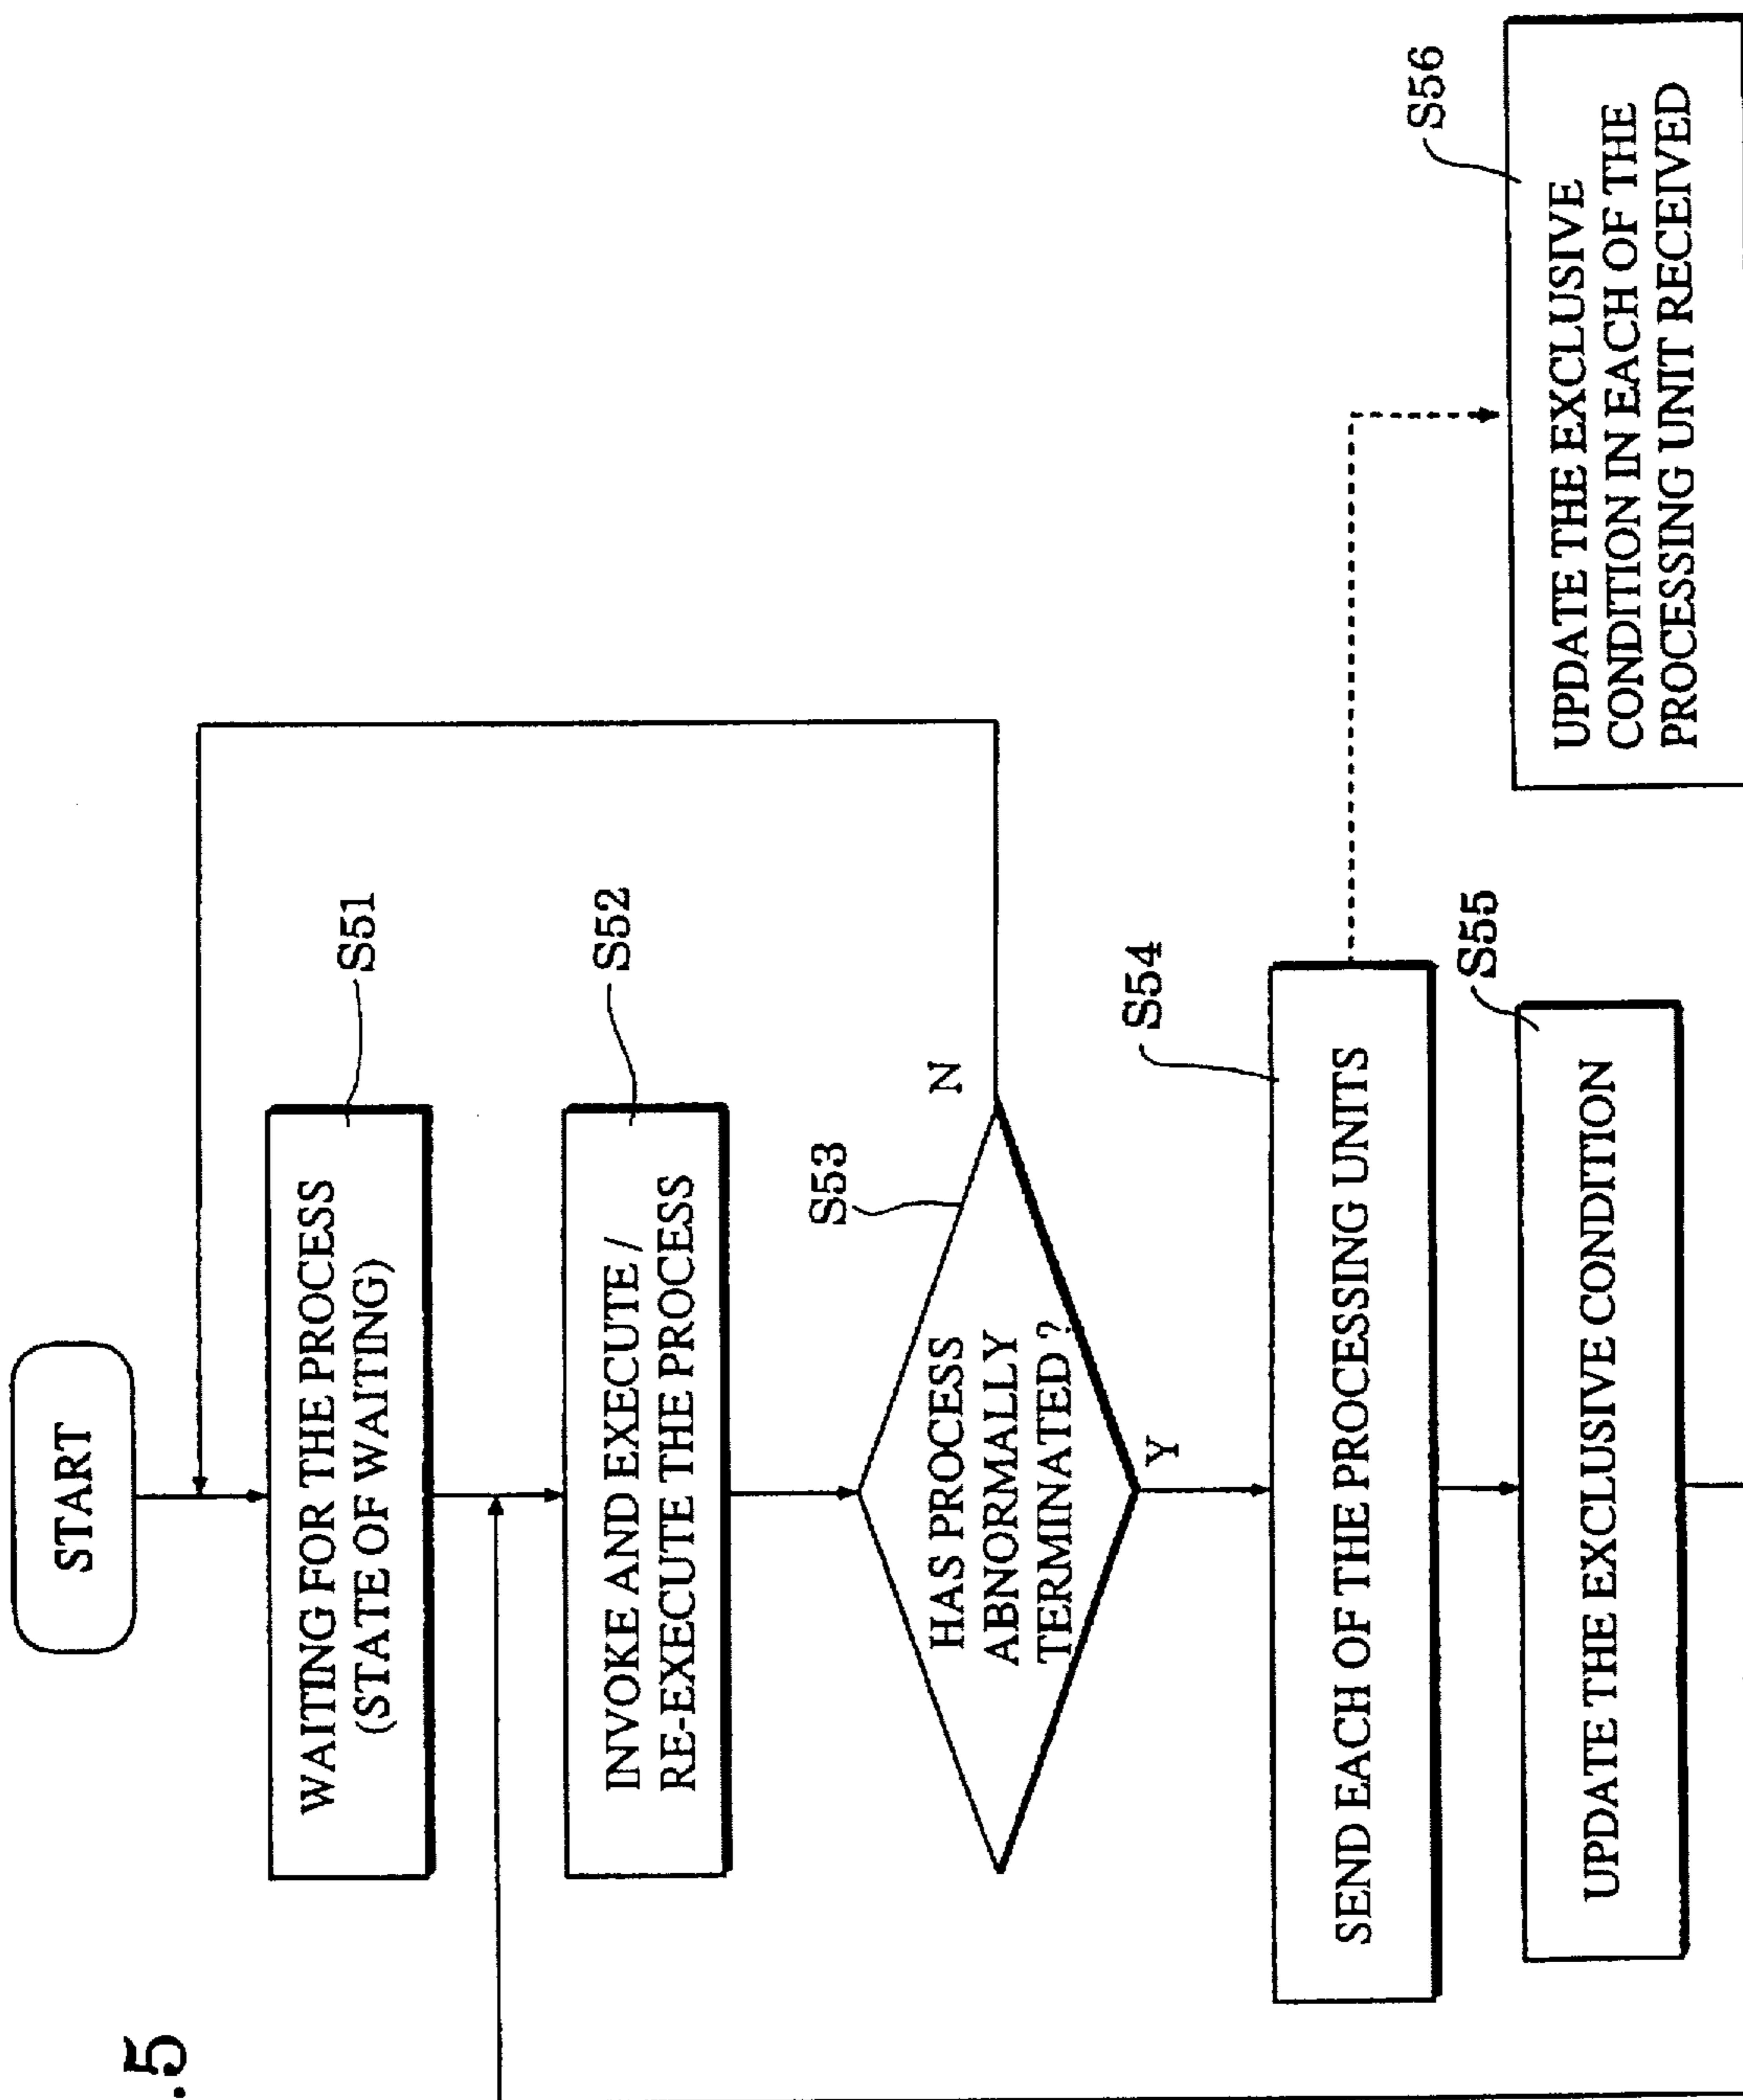 .5
START
WAITING FOR THE PROCESS
(STATE OF WAITING)
S51
INVOKE AND EXECUTE /
RE-EXECUTE THE PROCESS
S52
S53
HAS PROCESS
ABNORMALLY
TERMINATED ?
N
Y
S54
SEND EACH OF THE PROCESSING UNITS
S55
UPDATE THE EXCLUSIVE CONDITION
S56
UPDATE THE EXCLUSIVE
CONDITION IN EACH OF THE
PROCESSING UNIT RECEIVED